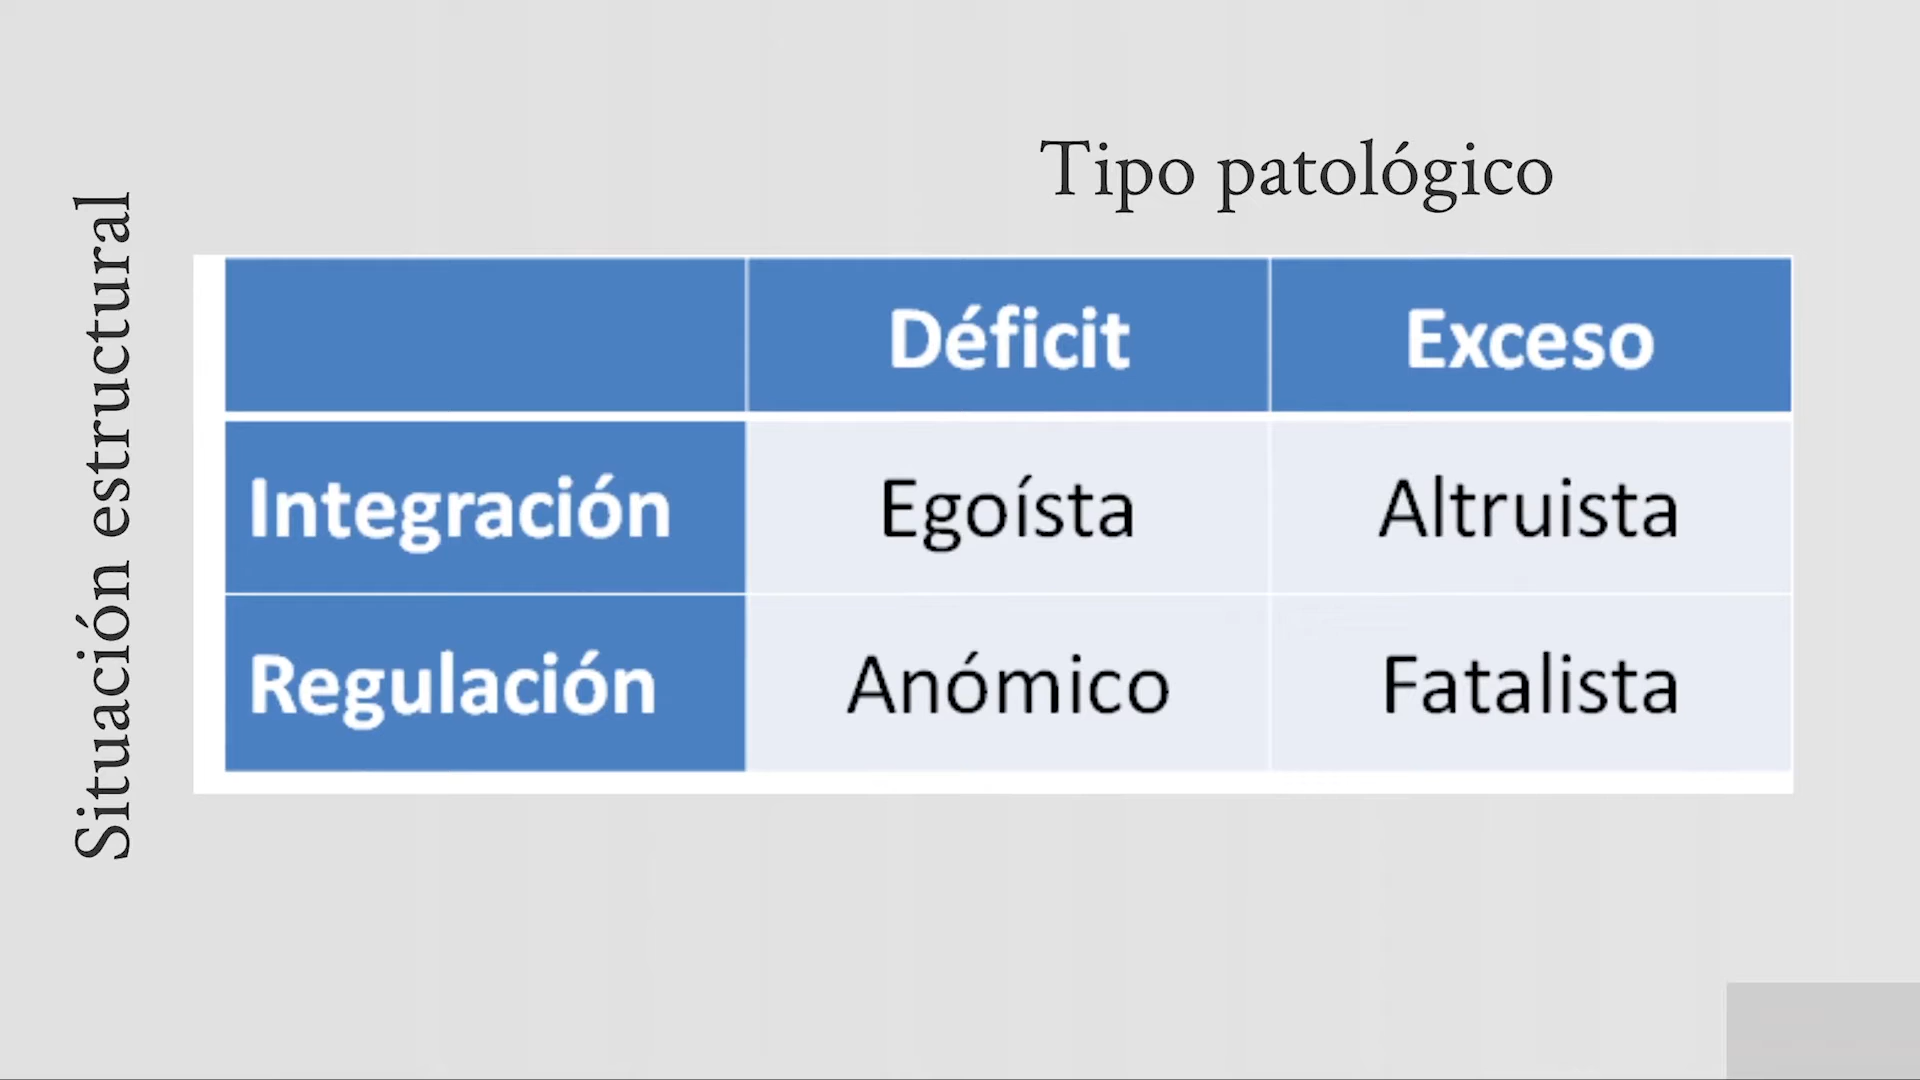 Tipo patológico
Situación estructural
Déficit Exceso
Integración Egoísta Altruista
Regulación Anómico Fatalista